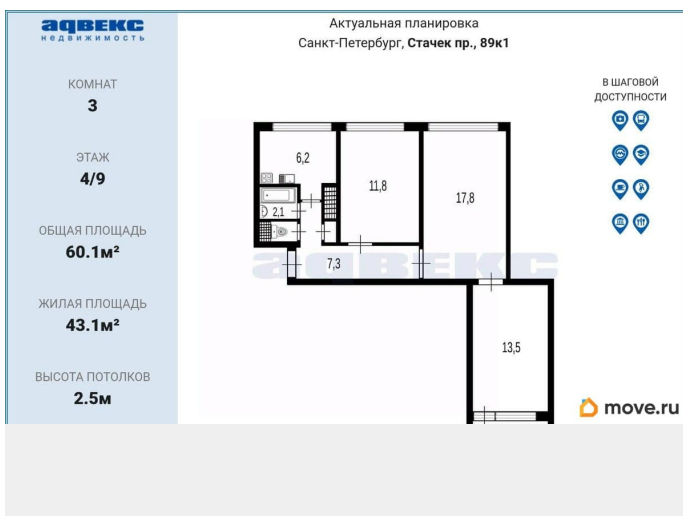 адвекс
НЕДВИЖИМОСТЬ
КОМНАТ
3
ЭТАЖ
4/9
ОБЩАЯ ПЛОЩАДЬ
60.1м²
ЖИЛАЯ ПЛОЩАДЬ
43.1м²
ВЫСОТА ПОТОЛКОВ
2.5м
Актуальная планировка
Санкт-Петербург, Стачек пр., 89к1
6,2
11,8
17,8
2,1
7,3
адвекс
13,5
В ШАГОВОЙ
ДОСТУПНОСТИ
move.ru